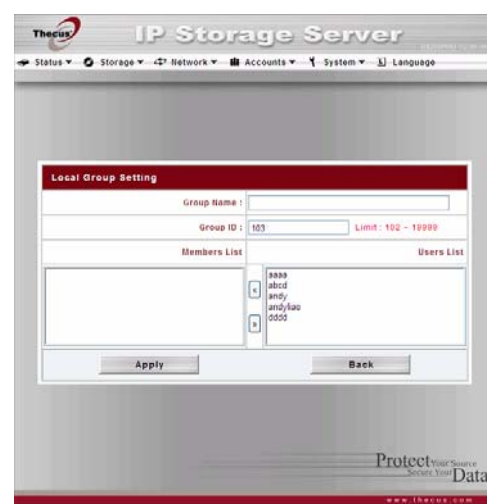 Thecus
IP Storage Server
Status Storage Network Accounts System Language
Local Group Setting
Group Name :
Group ID : 103 Limit : 102 - 19999
Members List Users List
aaaa
abcd
<
andy
andyliao
dddd
>
Apply Back
Protect Your Source
Secure Your Data
www.thecus.com